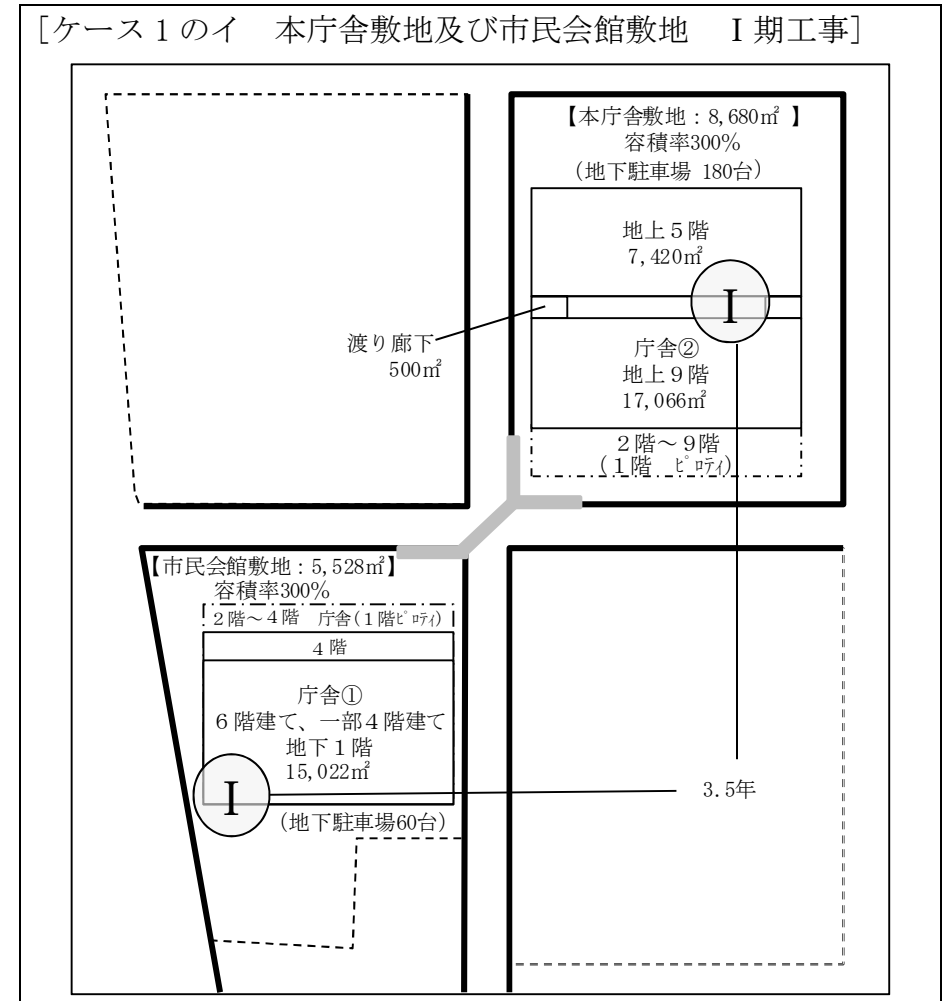 ［ケース１のイ　本庁舎敷地及び市民会館敷地　Ⅰ期工事］
【本庁舎敷地：8,680㎡ 】
容積率300%
（地下駐車場 180台）
地上５階
7,420㎡
Ⅰ
渡り廊下
500㎡
庁舎②
地上９階
17,066㎡
２階～９階
(１階　ﾋﾟﾛﾃｨ)
【市民会館敷地：5,528㎡】
容積率300%
２階～４階　庁舎(１階ﾋﾟﾛﾃｨ)
４階
庁舎①
６階建て、一部４階建て
地下１階
15,022㎡
Ⅰ
3.5年
（地下駐車場60台）